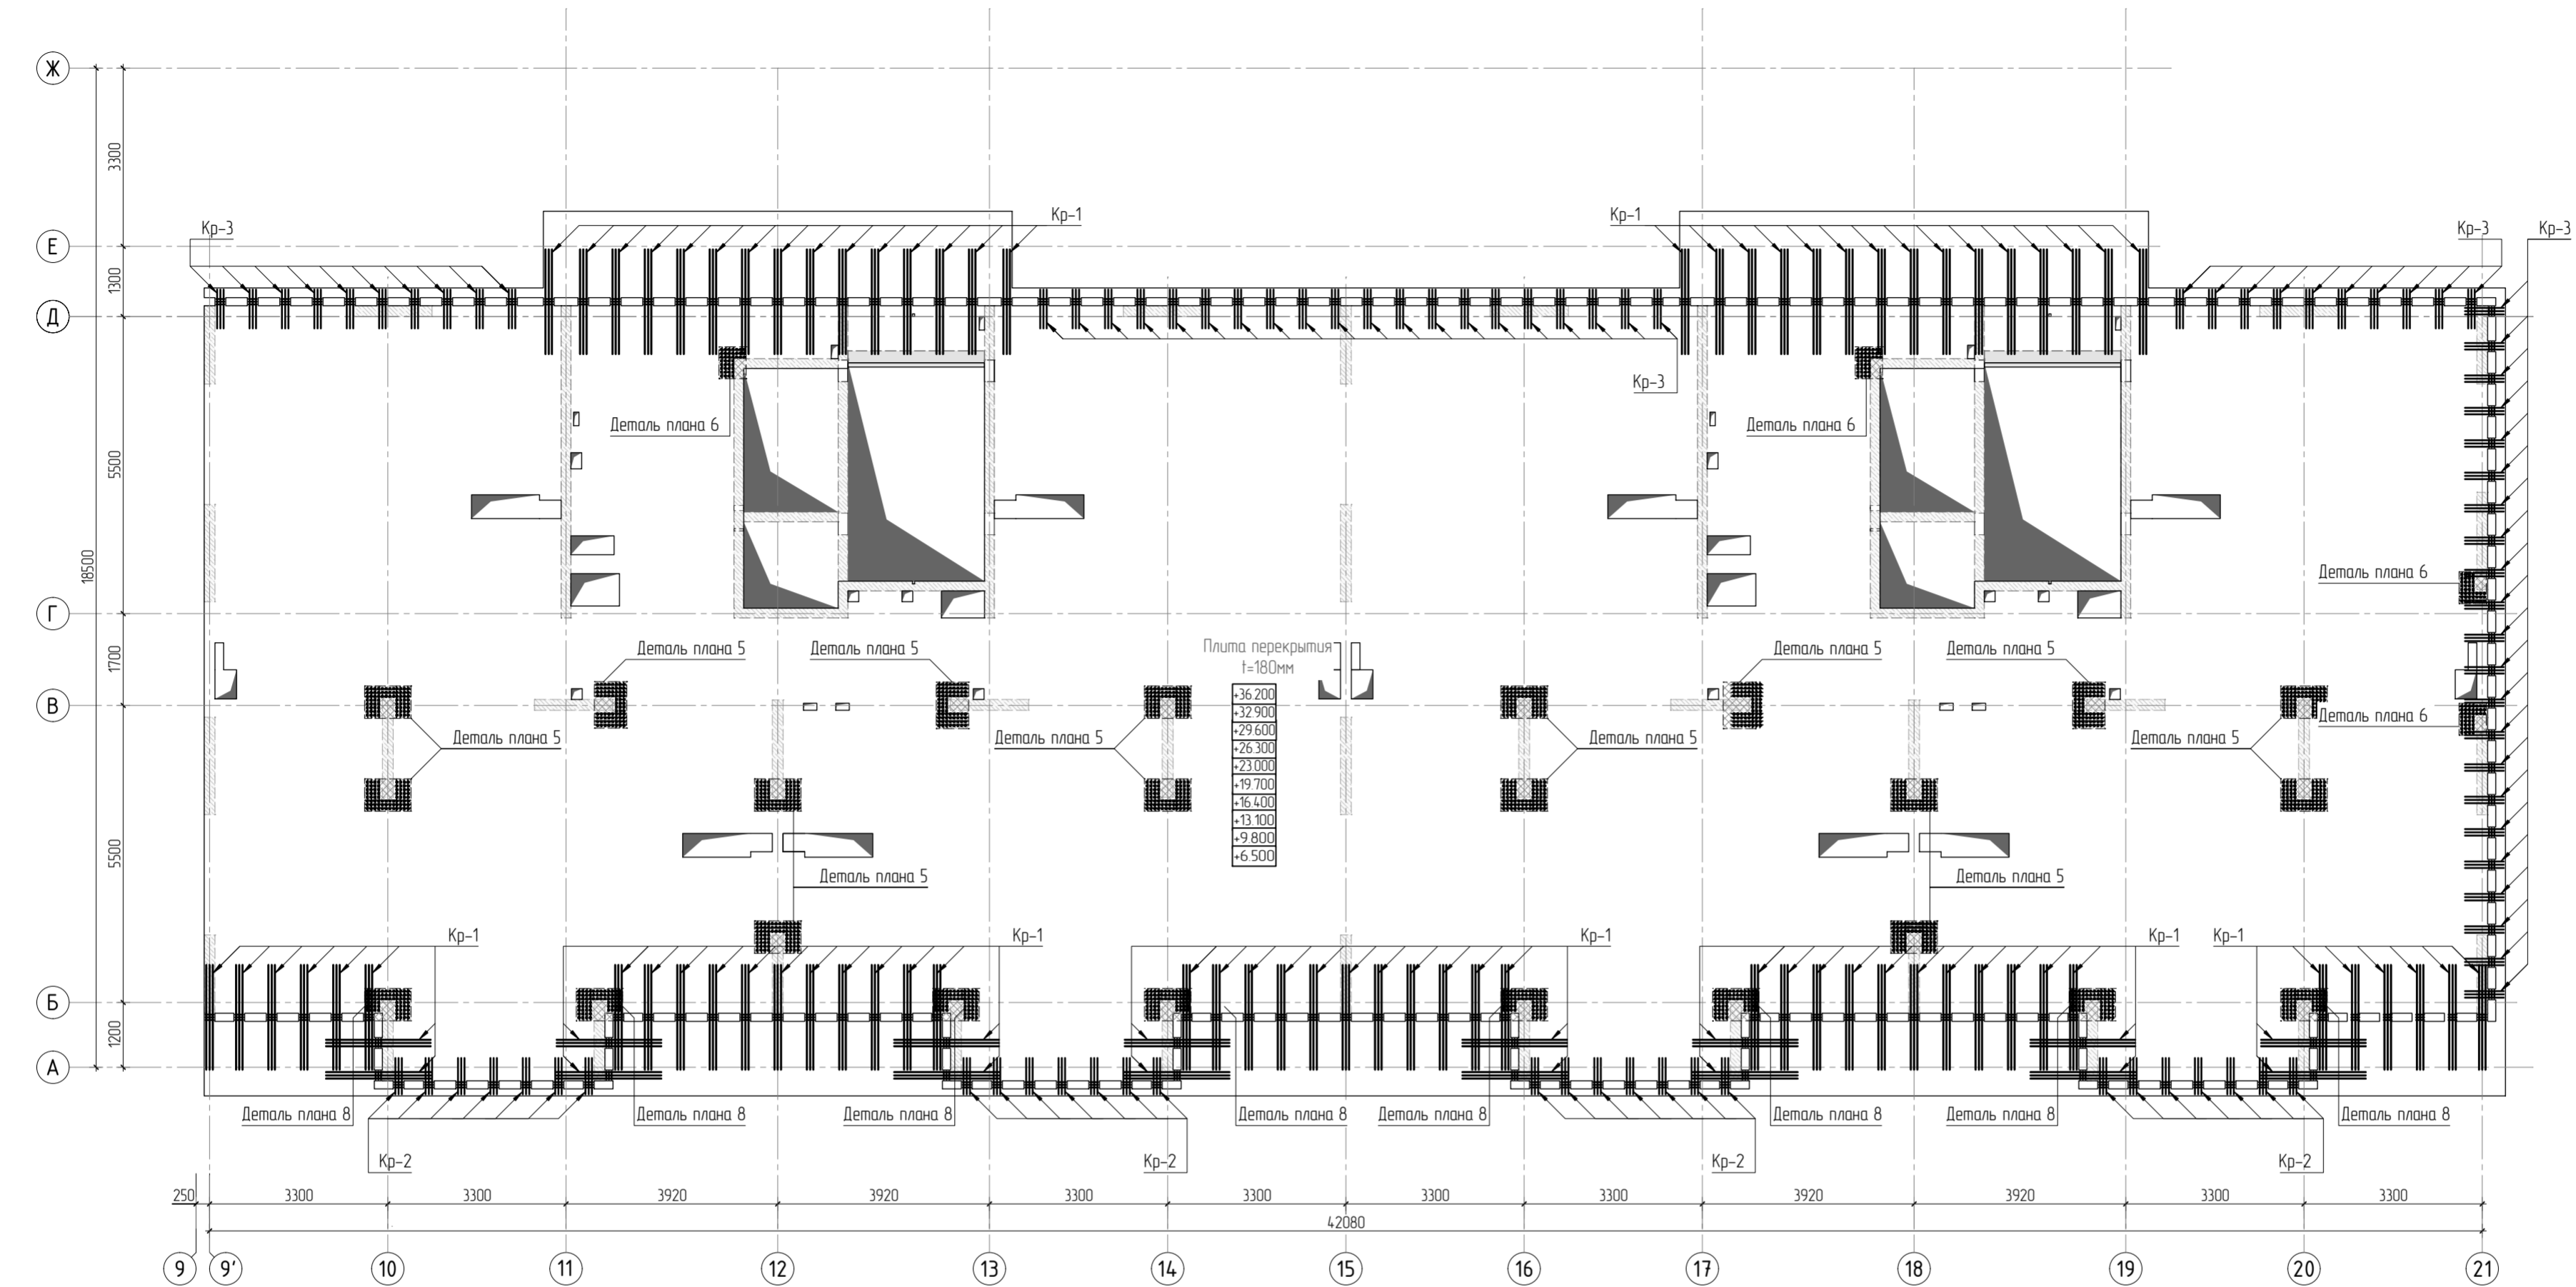 Ж
3300
Кр-3
Кр-1
Кр-1
Кр-3
Кр-3
Е
1300
Д
Кр-3
Деталь плана 6
Деталь плана 6
5500
18500
Деталь плана 6
Г
1700
Деталь плана 5
Деталь плана 5
Плита перекрытия
t=180мм
Деталь плана 5
Деталь плана 5
+36.200
+32.900
+29.600
+26.300
+23.000
+19.700
+16.400
+13.100
+9.800
+6.500
В
Деталь плана 6
Деталь плана 5
Деталь плана 5
Деталь плана 5
Деталь плана 5
5500
Деталь плана 5
Деталь плана 5
Кр-1
Кр-1
Кр-1
Кр-1
Кр-1
Б
1200
А
Деталь плана 8
Деталь плана 8
Деталь плана 8
Деталь плана 8
Деталь плана 8
Деталь плана 8
Деталь плана 8
Деталь плана 8
Кр-2
Кр-2
Кр-2
Кр-2
250
3300
3300
3920
3920
3300
3300
3300
3300
3920
3920
3300
3300
42080
9
9'
10
11
12
13
14
15
16
17
18
19
20
21